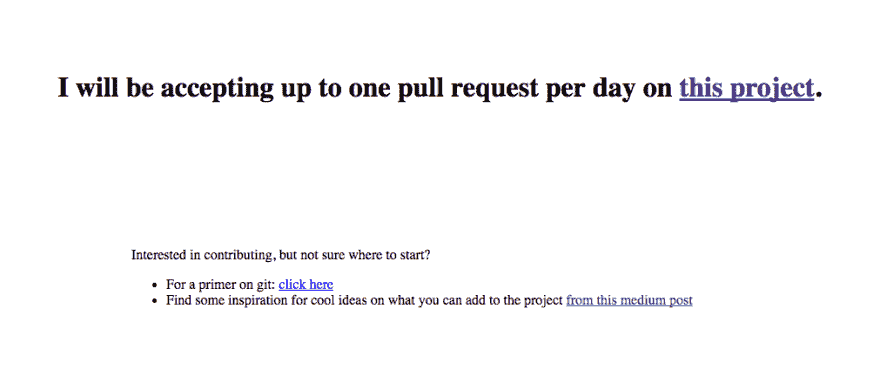 I will be accepting up to one pull request per day on this project.
Interested in contributing, but not sure where to start?
For a primer on git: click here
Find some inspiration for cool ideas on what you can add to the project from this medium post